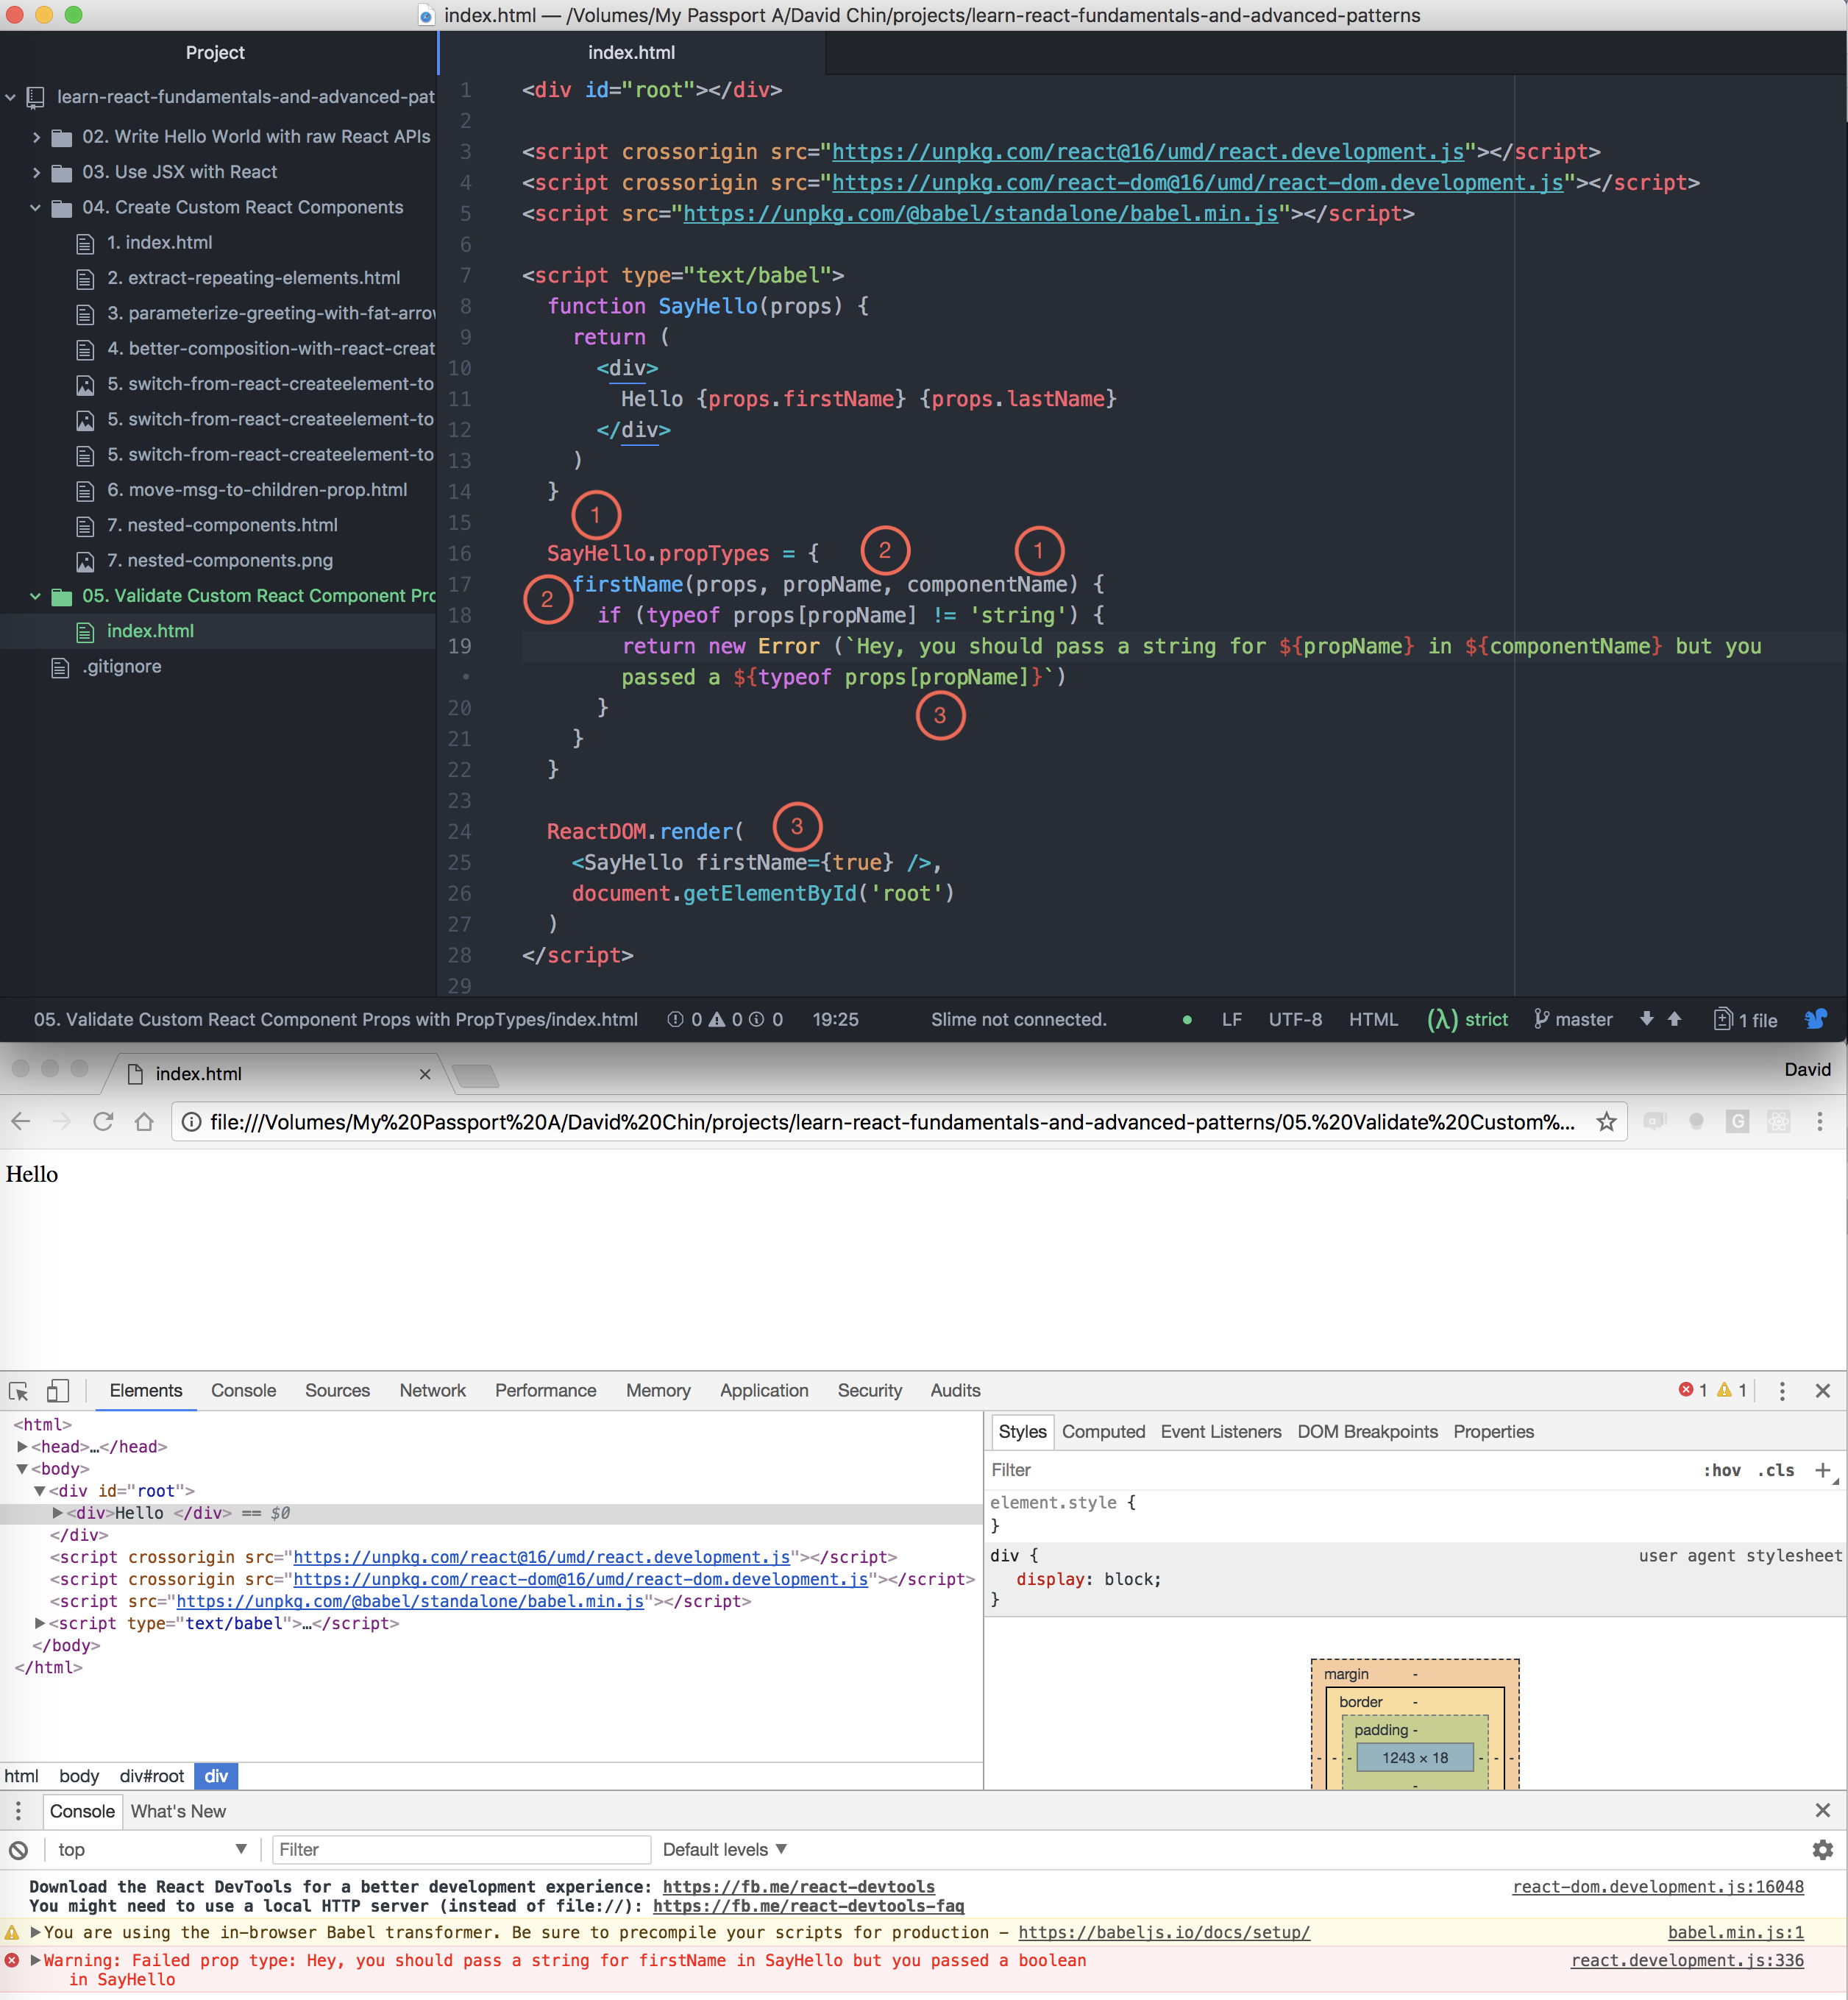 index.html — /Volumes/My Passport A/David Chin/projects/learn-react-fundamentals-and-advanced-patterns
Project
learn-react-fundamentals-and-advanced-pat
02. Write Hello World with raw React APIs
03. Use JSX with React
04. Create Custom React Components
1. index.html
2. extract-repeating-elements.html
3. parameterize-greeting-with-fat-arrow
4. better-composition-with-react-creat
5. switch-from-react-createelement-to
5. switch-from-react-createelement-to
5. switch-from-react-createelement-to
6. move-msg-to-children-prop.html
7. nested-components.html
7. nested-components.png
05. Validate Custom React Component Pro
index.html
.gitignore
index.html
1 <div id="root"></div>
2
3 <script crossorigin src="https://unpkg.com/react@16/umd/react.development.js"></script>
4 <script crossorigin src="https://unpkg.com/react-dom@16/umd/react-dom.development.js"></script>
5 <script src="https://unpkg.com/@babel/standalone/babel.min.js"></script>
6
7 <script type="text/babel">
8 function SayHello(props) {
9 return (
10 <div>
11 Hello {props.firstName} {props.lastName}
12 </div>
13 )
14 }
15 1
16 SayHello.propTypes = { 2 1
17 2 firstName(props, propName, componentName) {
18 if (typeof props[propName] != 'string') {
19 return new Error (`Hey, you should pass a string for ${propName} in ${componentName} but you
• passed a ${typeof props[propName]}`)
20 } 3
21 }
22 }
23
24 ReactDOM.render( 3
25 <SayHello firstName={true} />,
26 document.getElementById('root')
27 )
28 </script>
29
05. Validate Custom React Component Props with PropTypes/index.html 0 0 0 19:25 Slime not connected. LF UTF-8 HTML (λ) strict master 1 file
index.html David
file:///Volumes/My%20Passport%20A/David%20Chin/projects/learn-react-fundamentals-and-advanced-patterns/05.%20Validate%20Custom%... G
Hello
Elements Console Sources Network Performance Memory Application Security Audits 1 1
<html>
<head>…</head>
<body>
<div id="root">
<div>Hello </div> == $0
</div>
<script crossorigin src="https://unpkg.com/react@16/umd/react.development.js"></script>
<script crossorigin src="https://unpkg.com/react-dom@16/umd/react-dom.development.js"></script>
<script src="https://unpkg.com/@babel/standalone/babel.min.js"></script>
<script type="text/babel">…</script>
</body>
</html>
html body div#root div
Styles Computed Event Listeners DOM Breakpoints Properties
Filter :hov .cls +
element.style {
}
div { user agent stylesheet
display: block;
}
margin -
border -
padding -
- - - 1243 × 18 - - -
-
Console What's New
top Filter Default levels
Download the React DevTools for a better development experience: https://fb.me/react-devtools react-dom.development.js:16048
You might need to use a local HTTP server (instead of file://): https://fb.me/react-devtools-faq
You are using the in-browser Babel transformer. Be sure to precompile your scripts for production - https://babeljs.io/docs/setup/ babel.min.js:1
Warning: Failed prop type: Hey, you should pass a string for firstName in SayHello but you passed a boolean react.development.js:336
in SayHello